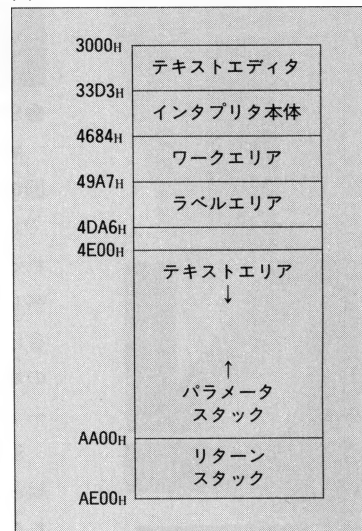 3000H
テキストエディタ
33D3H
インタプリタ本体
4684H
ワークエリア
49A7H
ラベルエリア
4DA6H
4E00H
テキストエリア
↓
↑
パラメータ
スタック
AA00H
リターン
スタック
AE00H